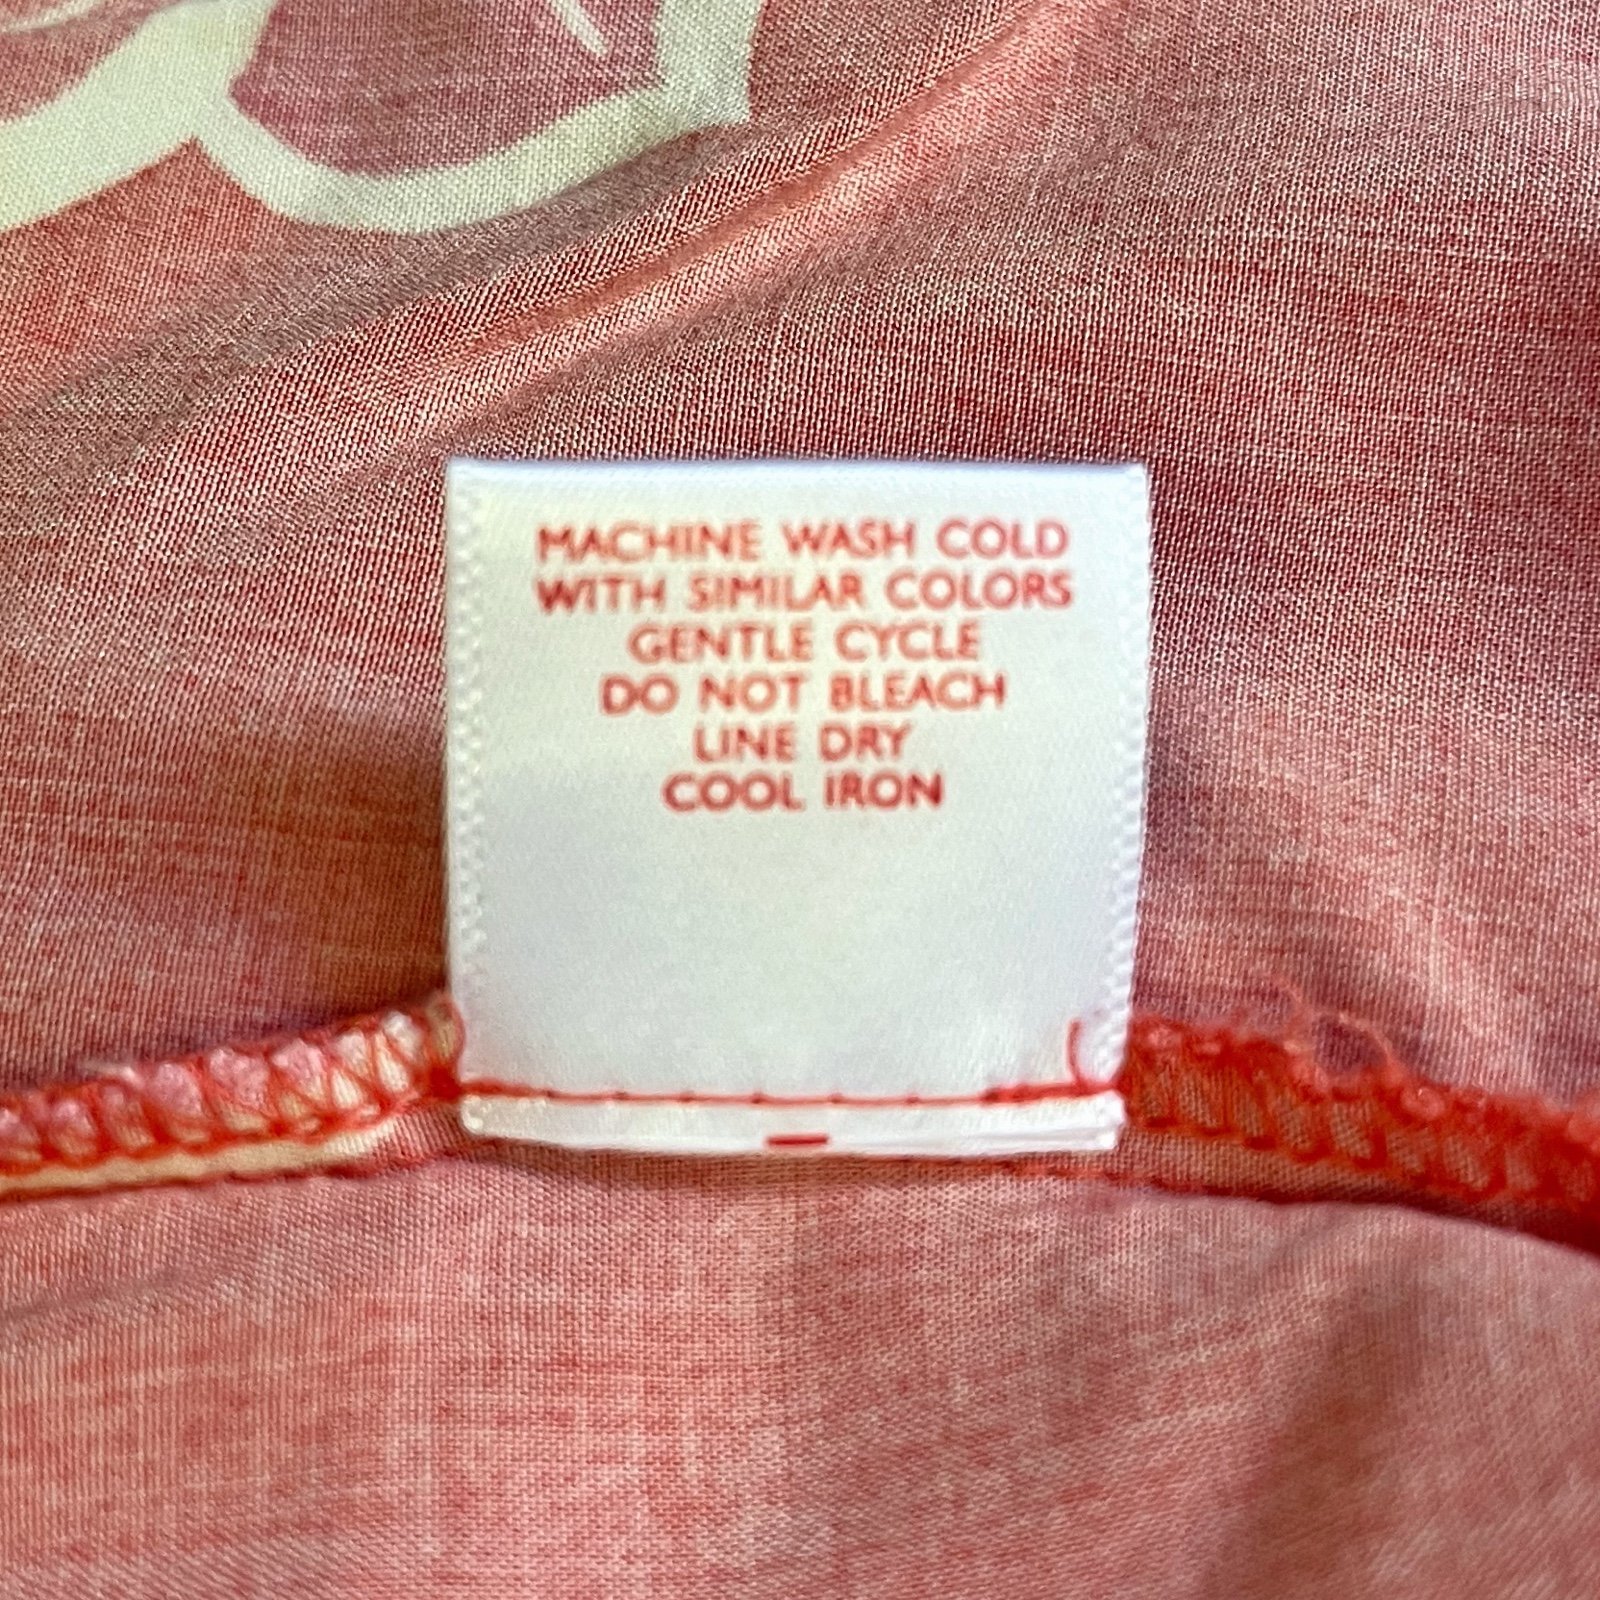 MACHINE WASH COLD
WITH SIMILAR COLORS
GENTLE CYCLE
DO NOT BLEACH
LINE DRY
COOL IRON